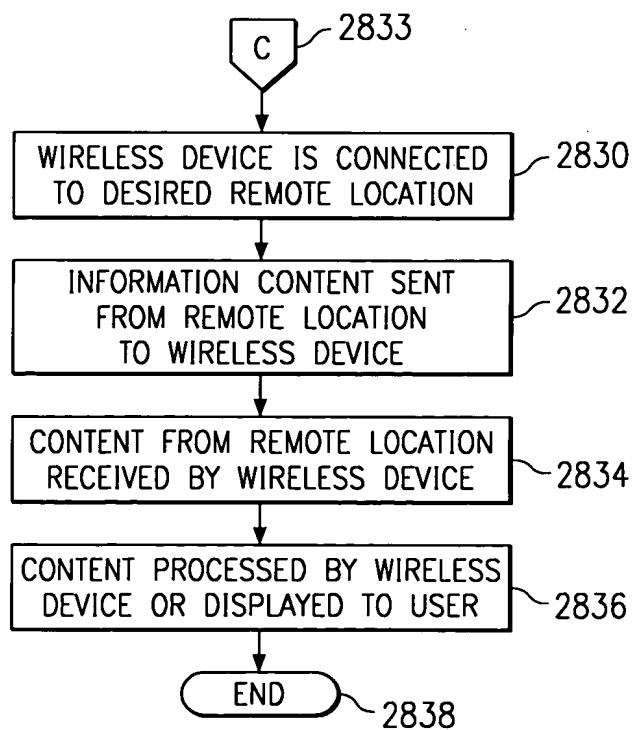 C
2833
WIRELESS DEVICE IS CONNECTED
TO DESIRED REMOTE LOCATION
2830
INFORMATION CONTENT SENT
FROM REMOTE LOCATION
TO WIRELESS DEVICE
2832
CONTENT FROM REMOTE LOCATION
RECEIVED BY WIRELESS DEVICE
2834
CONTENT PROCESSED BY WIRELESS
DEVICE OR DISPLAYED TO USER
2836
END
2838